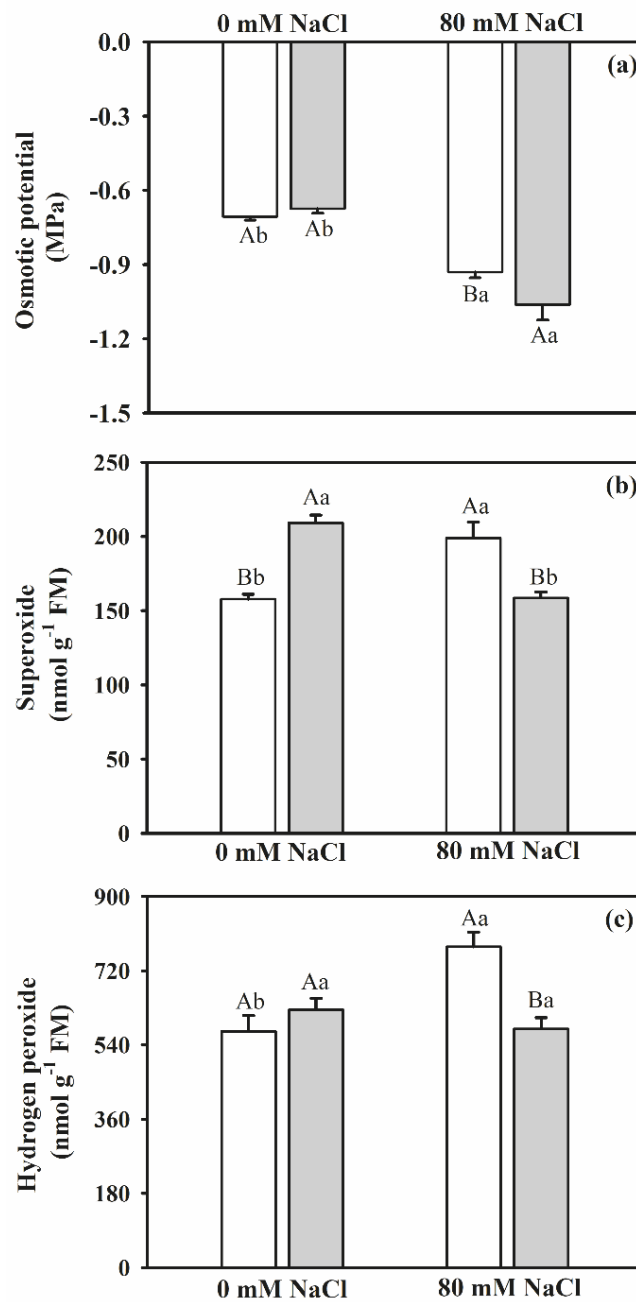 0 mM NaCl 80 mM NaCl
(a)
0.0
-0.3
-0.6
-0.9
-1.2
-1.5
Osmotic potential
(MPa)
Ab Ab
Ba
Aa
(b)
250
200
150
100
50
0
Superoxide
(nmol g⁻¹ FM)
Bb Aa Aa Bb
0 mM NaCl 80 mM NaCl
(c)
900
720
540
360
180
0
Hydrogen peroxide
(nmol g⁻¹ FM)
Ab Aa Aa Ba
0 mM NaCl 80 mM NaCl